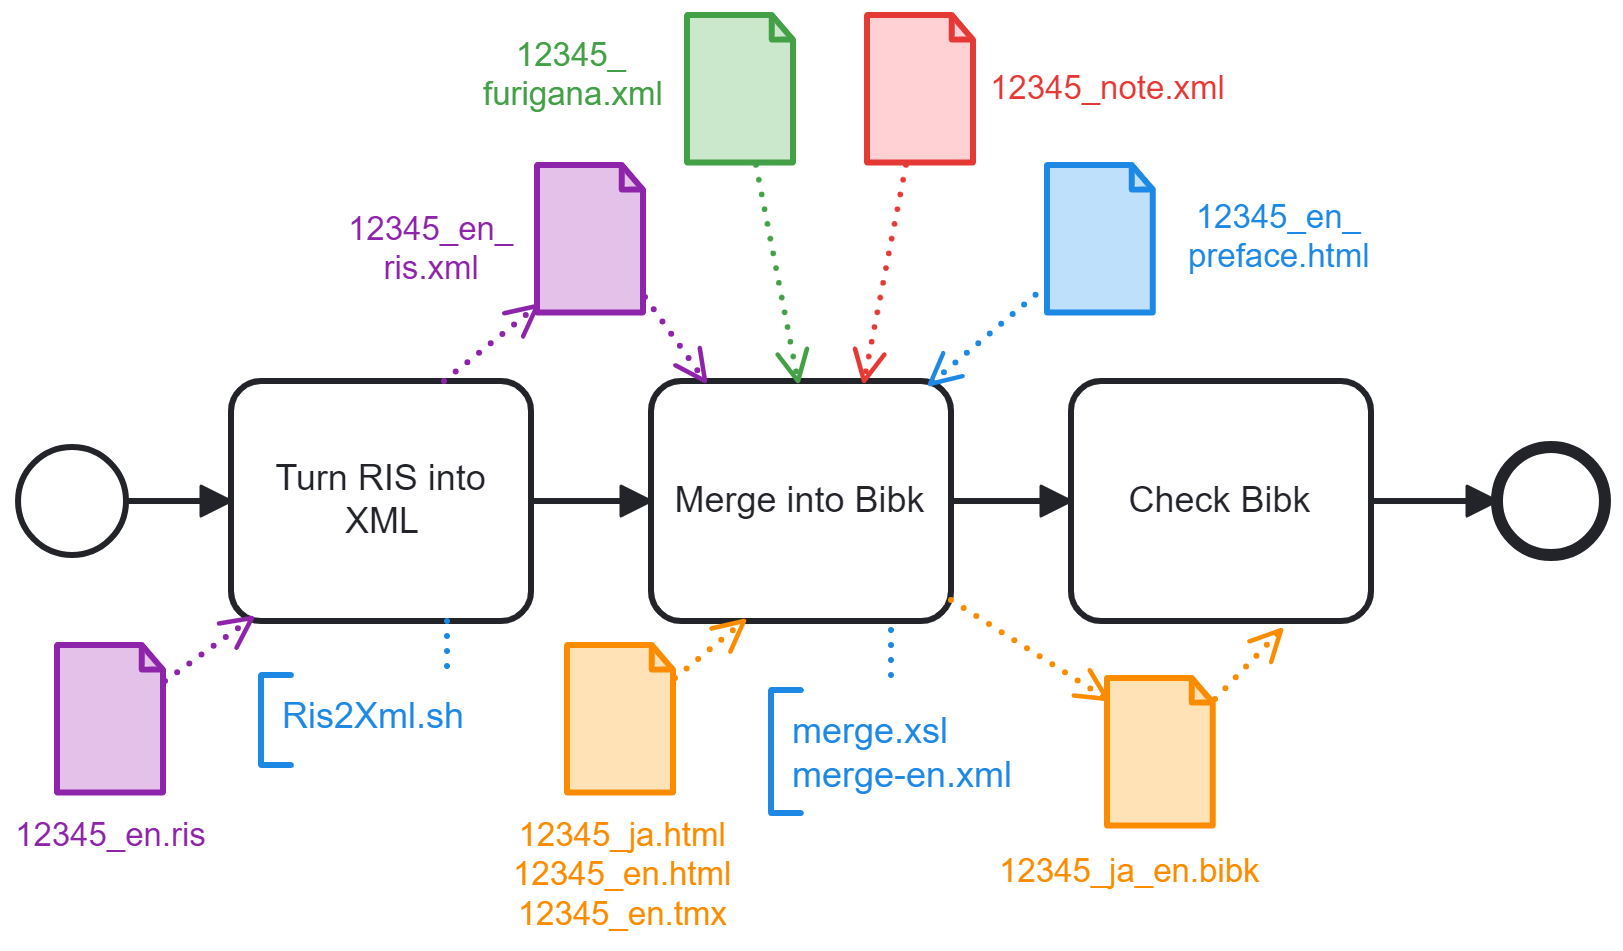 12345_
furigana.xml
12345_note.xml
12345_en_
ris.xml
12345_en_
preface.html
Turn RIS into
XML
Merge into Bibk
Check Bibk
Ris2Xml.sh
merge.xsl
merge-en.xml
12345_en.ris
12345_ja.html
12345_en.html
12345_en.tmx
12345_ja_en.bibk